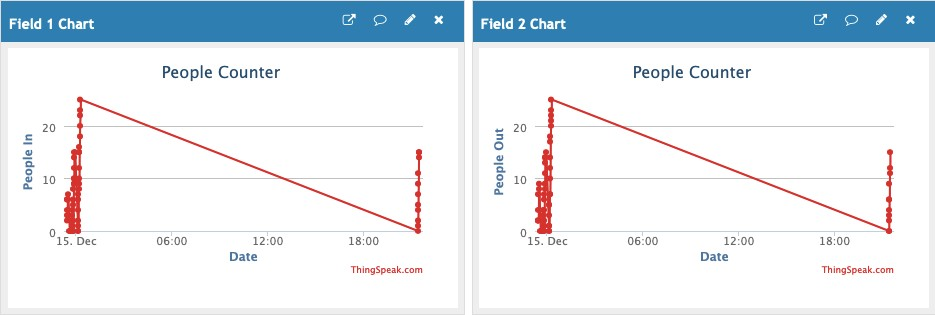 Field 1 Chart
People Counter
People In
20
10
0
15. Dec
06:00
12:00
18:00
Date
ThingSpeak.com
Field 2 Chart
People Counter
People Out
20
10
0
15. Dec
06:00
12:00
18:00
Date
ThingSpeak.com